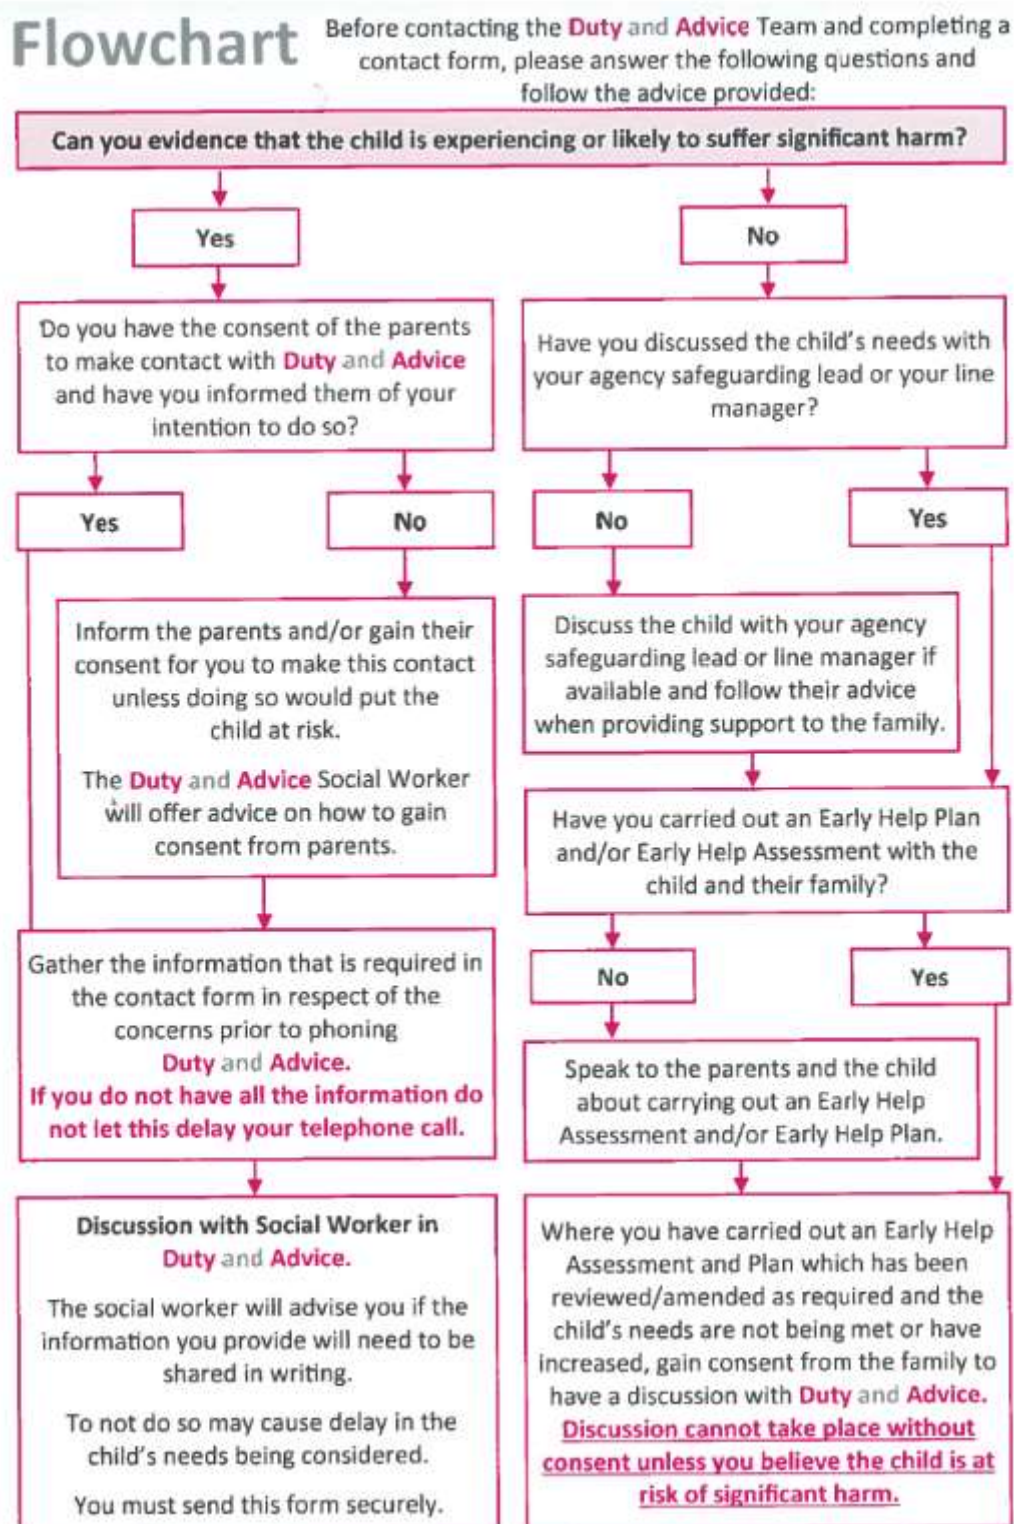 Flowchart
Before contacting the Duty and Advice Team and completing a
contact form, please answer the following questions and
follow the advice provided:
Can you evidence that the child is experiencing or likely to suffer significant harm?
Yes
No
Do you have the consent of the parents
to make contact with Duty and Advice
and have you informed them of your
intention to do so?
Have you discussed the child's needs with
your agency safeguarding lead or your line
manager?
Yes
No
No
Yes
Inform the parents and/or gain their
consent for you to make this contact
unless doing so would put the
child at risk.
The Duty and Advice Social Worker
will offer advice on how to gain
consent from parents.
Discuss the child with your agency
safeguarding lead or line manager if
available and follow their advice
when providing support to the family.
Have you carried out an Early Help Plan
and/or Early Help Assessment with the
child and their family?
Gather the information that is required in
the contact form in respect of the
concerns prior to phoning
Duty and Advice.
If you do not have all the information do
not let this delay your telephone call.
No
Yes
Speak to the parents and the child
about carrying out an Early Help
Assessment and/or Early Help Plan.
Discussion with Social Worker in
Duty and Advice.
The social worker will advise you if the
information you provide will need to be
shared in writing.
To not do so may cause delay in the
child's needs being considered.
You must send this form securely.
Where you have carried out an Early Help
Assessment and Plan which has been
reviewed/amended as required and the
child's needs are not being met or have
increased, gain consent from the family to
have a discussion with Duty and Advice.
Discussion cannot take place without
consent unless you believe the child is at
risk of significant harm.